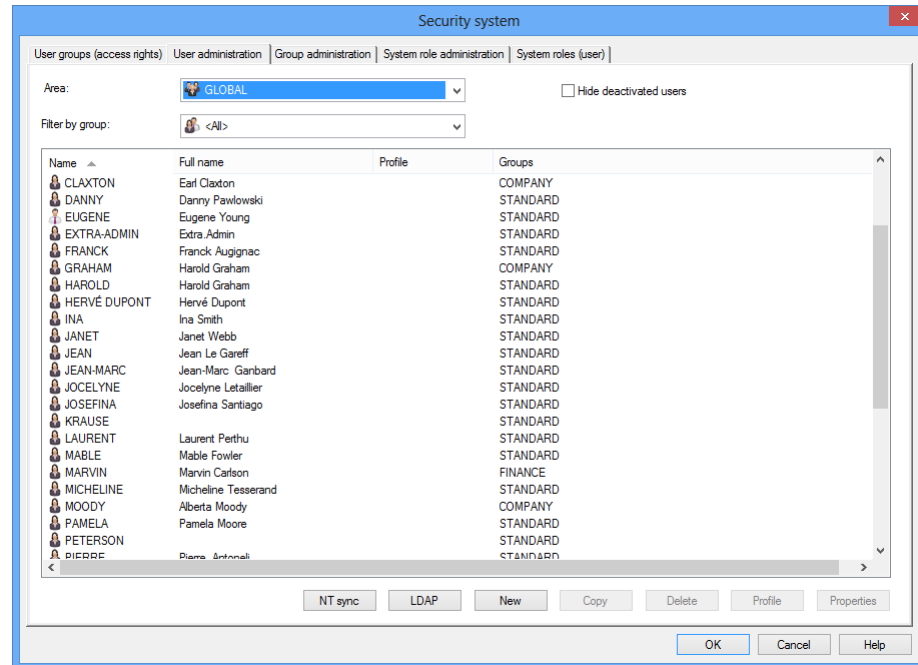 Security system
User groups (access rights) User administration Group administration System role administration System roles (user)
Area: GLOBAL Hide deactivated users
Filter by group: <All>
Name Full name Profile Groups
CLAXTON Earl Claxton COMPANY
DANNY Danny Pawlowski STANDARD
EUGENE Eugene Young STANDARD
EXTRA-ADMIN Extra.Admin STANDARD
FRANCK Franck Augignac STANDARD
GRAHAM Harold Graham COMPANY
HAROLD Harold Graham STANDARD
HERVÉ DUPONT Hervé Dupont STANDARD
INA Ina Smith STANDARD
JANET Janet Webb STANDARD
JEAN Jean Le Gareff STANDARD
JEAN-MARC Jean-Marc Ganbard STANDARD
JOCELYNE Jocelyne Letaillier STANDARD
JOSEFINA Josefina Santiago STANDARD
KRAUSE STANDARD
LAURENT Laurent Perthu STANDARD
MABLE Mable Fowler STANDARD
MARVIN Marvin Carlson FINANCE
MICHELINE Micheline Tesserand STANDARD
MOODY Alberta Moody COMPANY
PAMELA Pamela Moore STANDARD
PETERSON STANDARD
PIERRE Pierre Antoneli STANDARD
NT sync LDAP New Copy Delete Profile Properties
OK Cancel Help